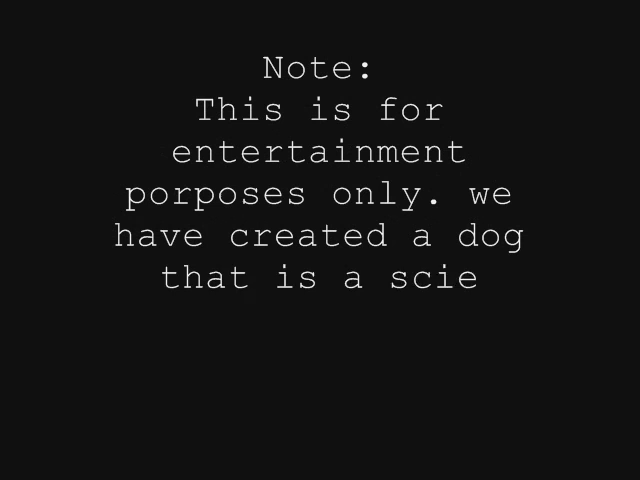 Note:
This is for
entertainment
porposes only. we
have created a dog
that is a scie